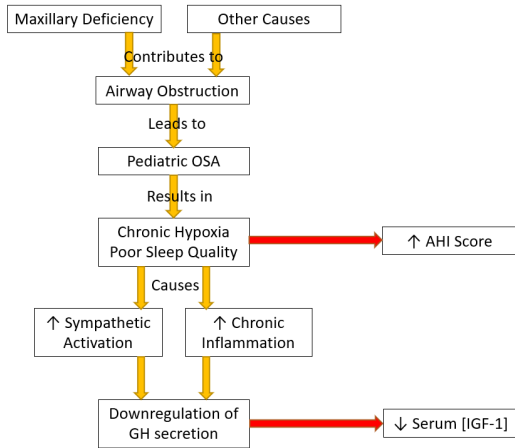 Maxillary Deficiency
Other Causes
Contributes to
Airway Obstruction
Leads to
Pediatric OSA
Results in
Chronic Hypoxia
Poor Sleep Quality
↑ AHI Score
Causes
↑ Sympathetic
Activation
↑ Chronic
Inflammation
Downregulation of
GH secretion
↓ Serum [IGF-1]